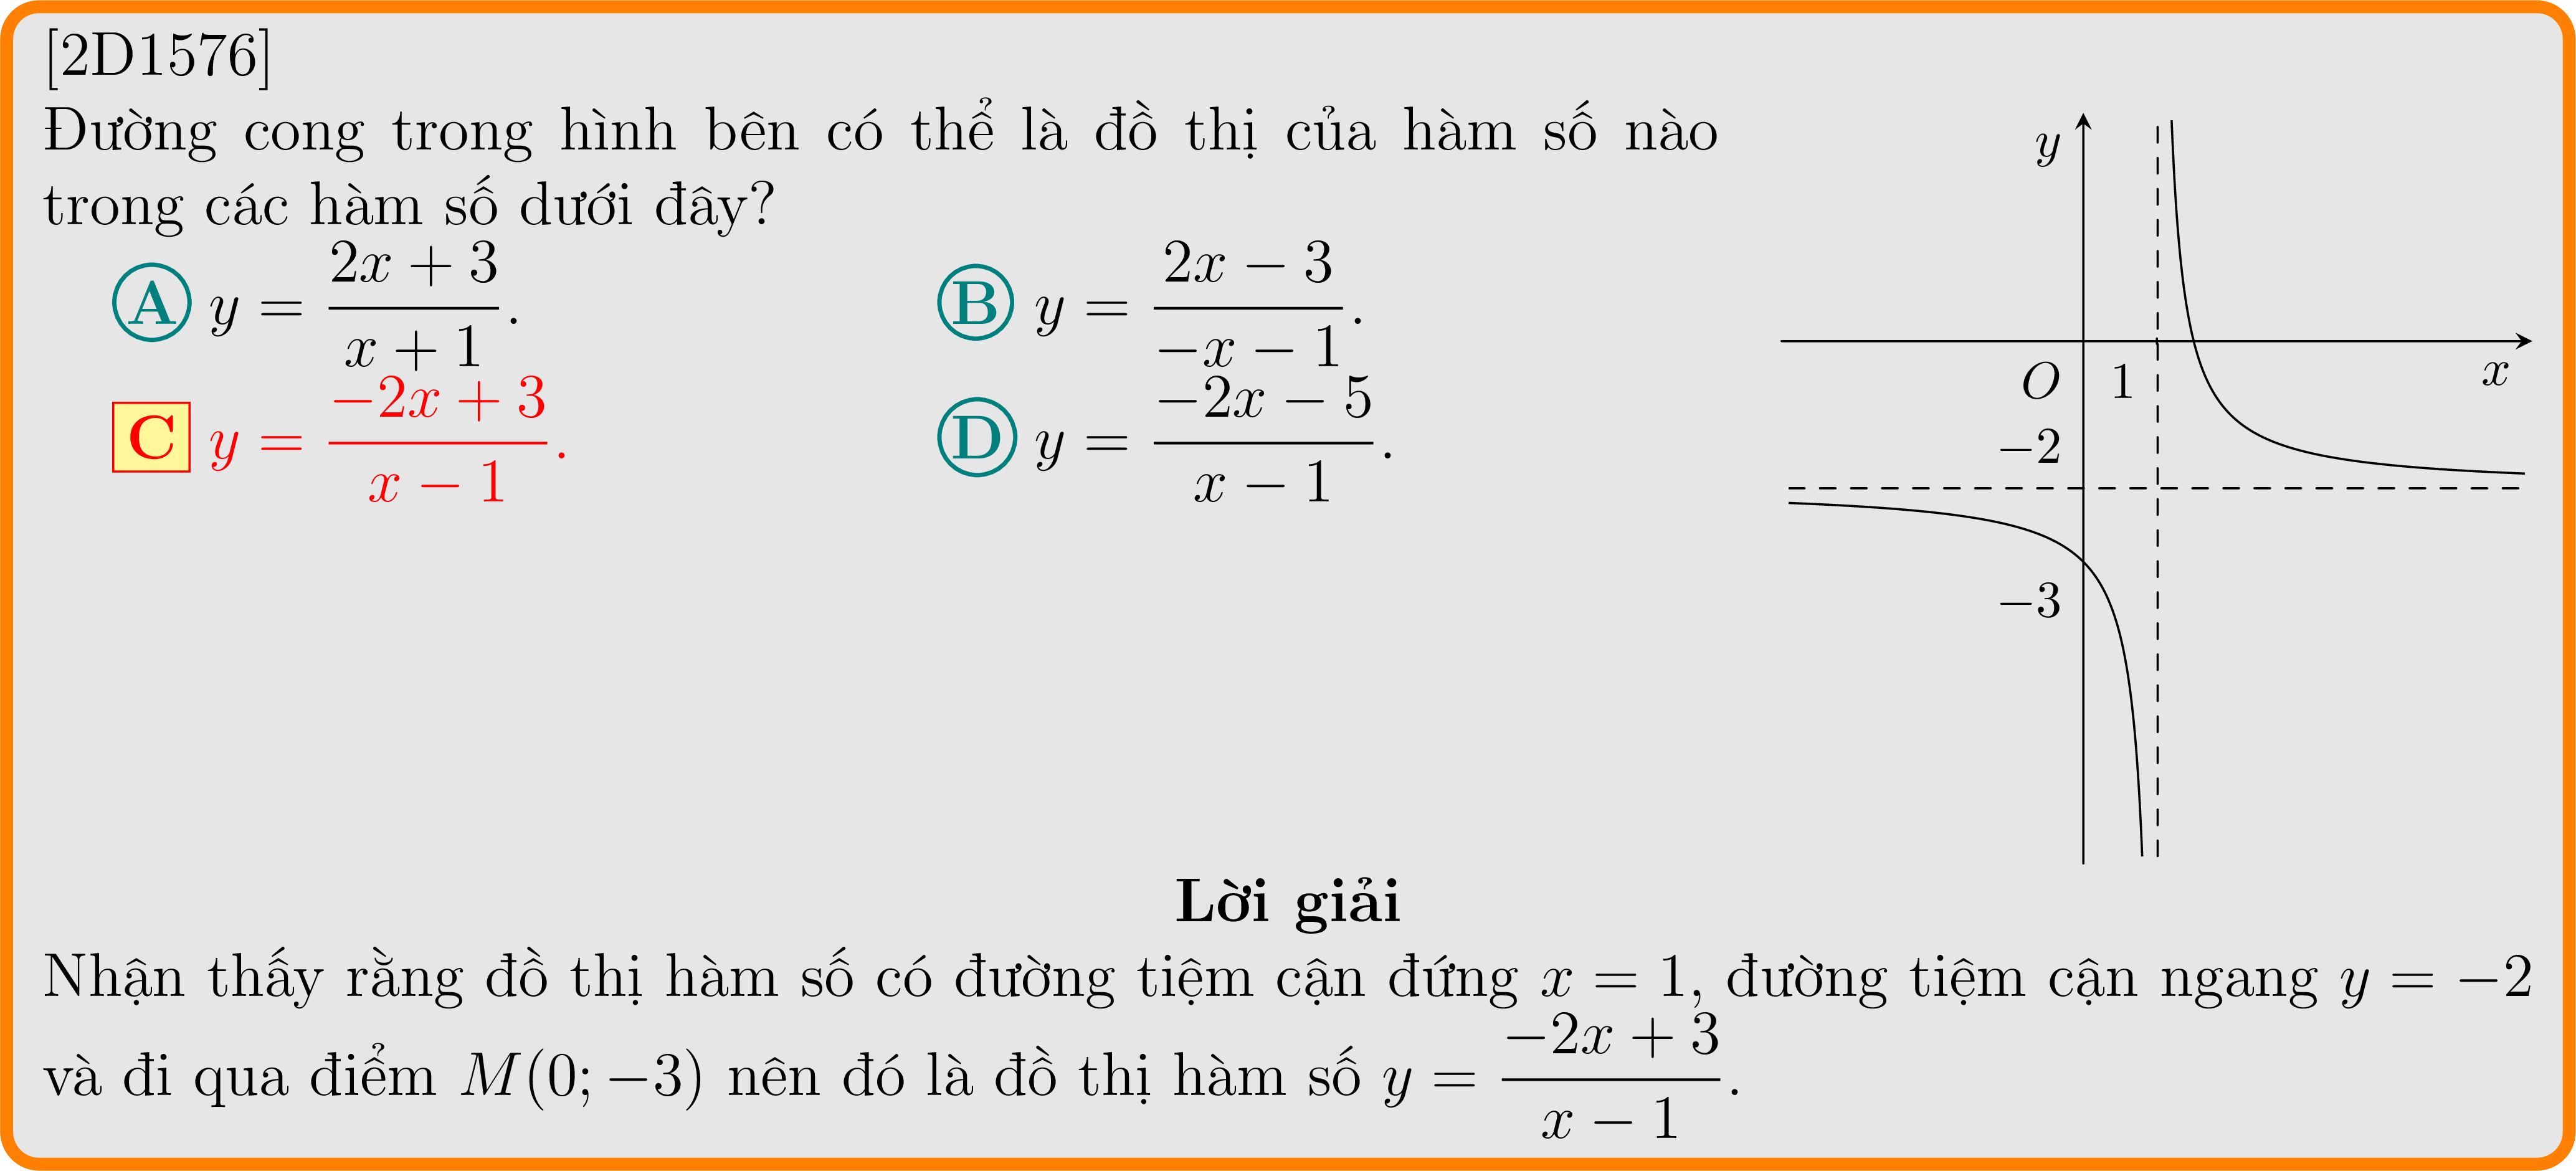 [2D1576]
Đường cong trong hình bên có thể là đồ thị của hàm số nào
trong các hàm số dưới đây?
A y = \frac{2x + 3}{x + 1}. B y = \frac{2x − 3}{−x − 1}.
C y = \frac{−2x + 3}{x − 1}. D y = \frac{−2x − 5}{x − 1}.
y
O 1 x
−2
−3
Lời giải
Nhận thấy rằng đồ thị hàm số có đường tiệm cận đứng x = 1, đường tiệm cận ngang y = −2
và đi qua điểm M(0; −3) nên đó là đồ thị hàm số y = \frac{−2x + 3}{x − 1}.